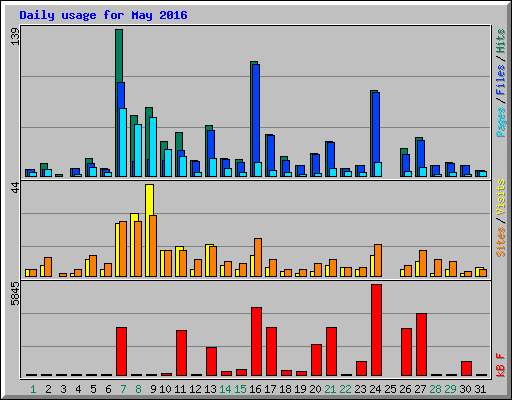 Daily usage for May 2016
139
Pages/Files/Hits
44
Sites/Visits
5845
kB F
1 2 3 4 5 6 7 8 9 10 11 12 13 14 15 16 17 18 19 20 21 22 23 24 25 26 27 28 29 30 31